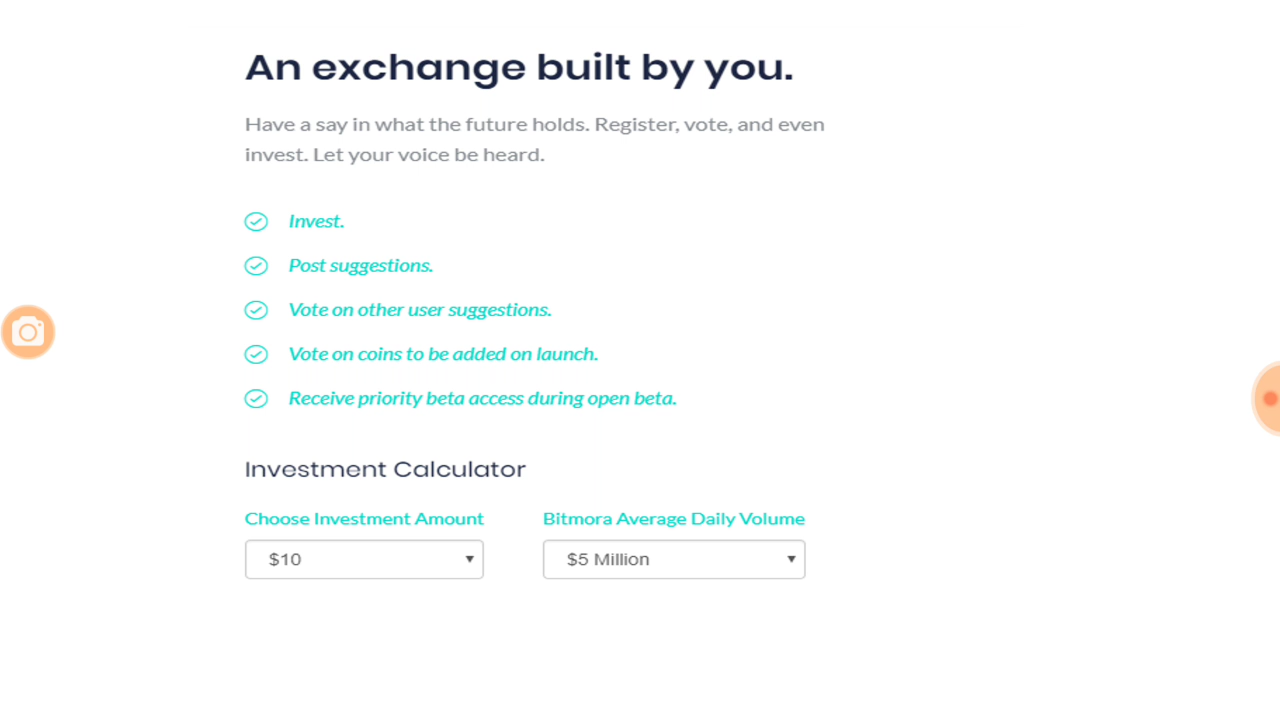 An exchange built by you.
Have a say in what the future holds. Register, vote, and even
invest. Let your voice be heard.
Invest.
Post suggestions.
Vote on other user suggestions.
Vote on coins to be added on launch.
Receive priority beta access during open beta.
Investment Calculator
Choose Investment Amount Bitmora Average Daily Volume
$10 $5 Million